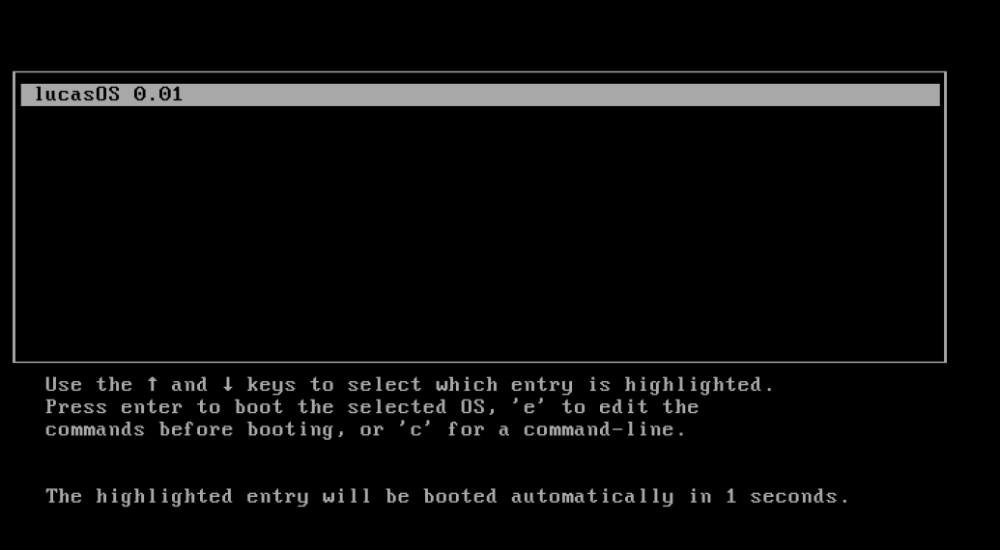 lucasOS 0.01
Use the ↑ and ↓ keys to select which entry is highlighted.
Press enter to boot the selected OS, 'e' to edit the
commands before booting, or 'c' for a command-line.
The highlighted entry will be booted automatically in 1 seconds.